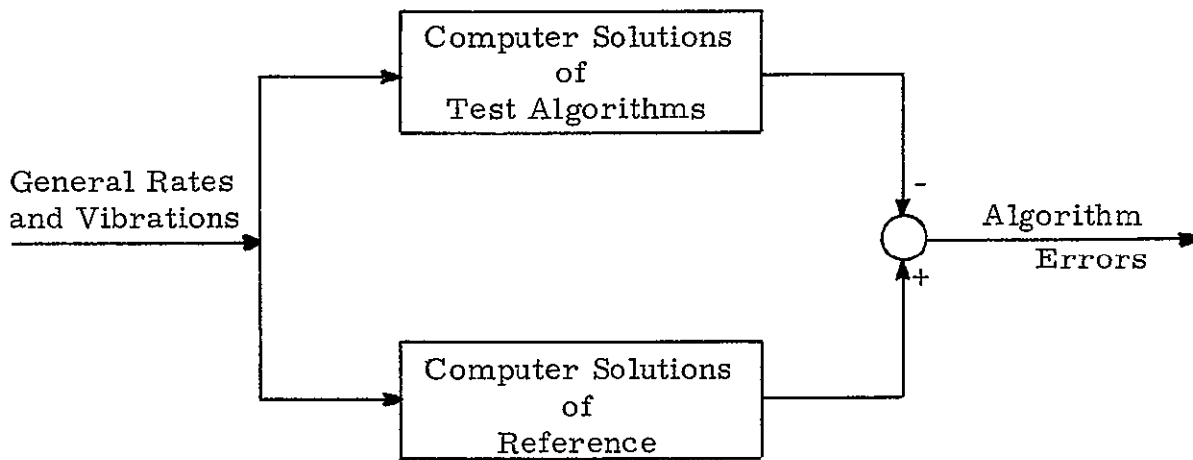 Computer Solutions
of
Test Algorithms
General Rates
and Vibrations
-
Algorithm
Errors
+
Computer Solutions
of
Reference